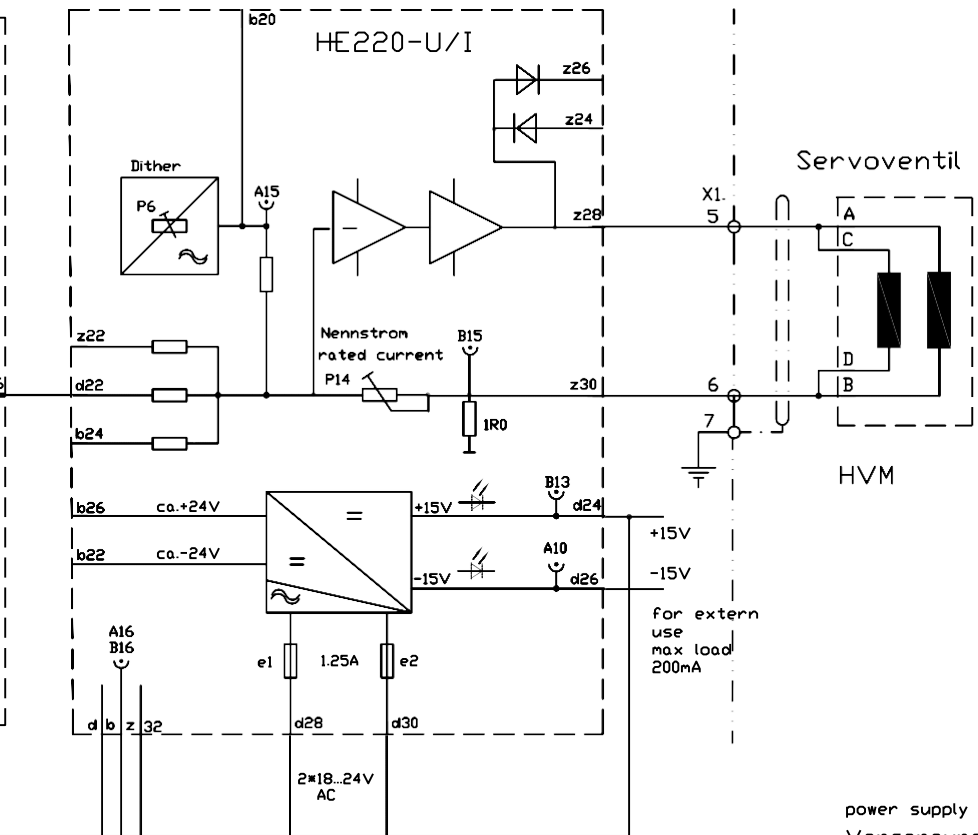 b20
HE220-U/I
z26
z24
Dither
P6
A15
z28
Servoventil
X1.
5
A
C
z22
Nennstrom
rated current
P14
B15
d22
z30
6
D
B
b24
1R0
7
HVM
b26
ca.+24V
=
+15V
B13
d24
+15V
b22
ca.-24V
=
-15V
A10
d26
-15V
for extern
use
max load
200mA
A16
B16
e1
1.25A
e2
d b z 32
d28
d30
2*18...24V
AC
power supply